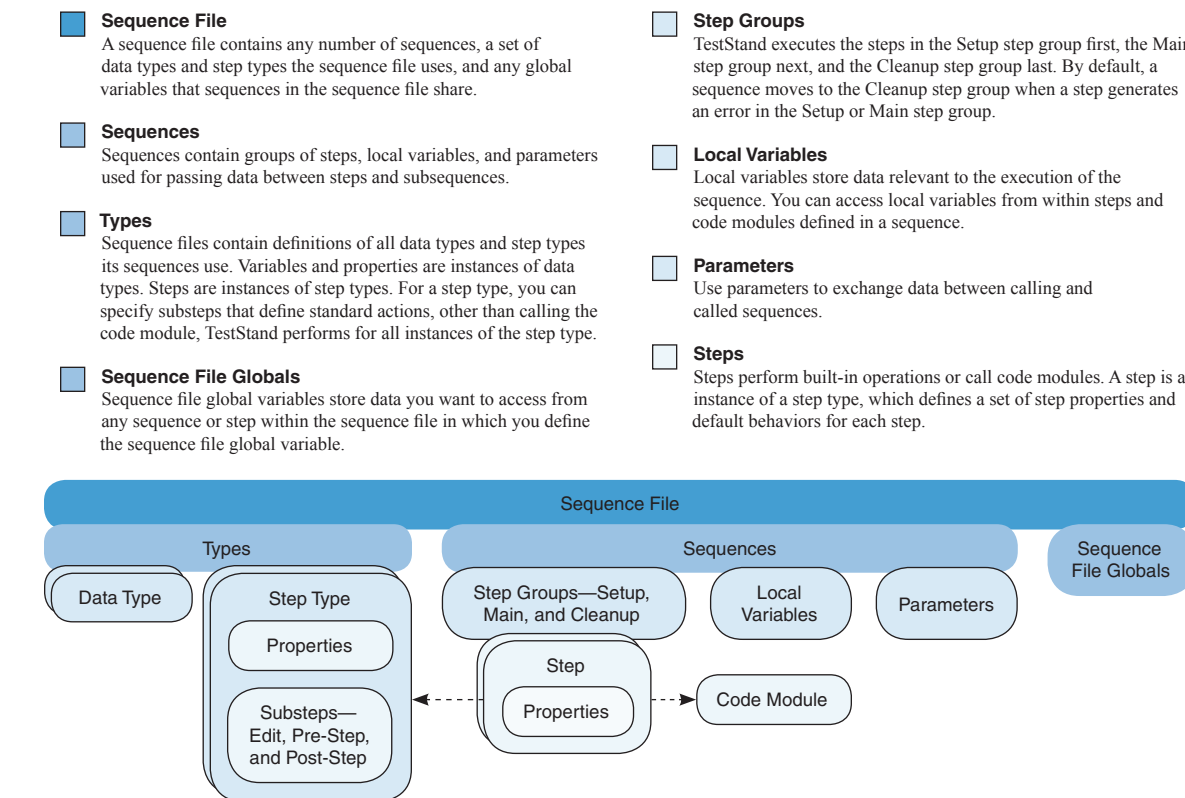 Sequence File
A sequence file contains any number of sequences, a set of
data types and step types the sequence file uses, and any global
variables that sequences in the sequence file share.
Sequences
Sequences contain groups of steps, local variables, and parameters
used for passing data between steps and subsequences.
Types
Sequence files contain definitions of all data types and step types
its sequences use. Variables and properties are instances of data
types. Steps are instances of step types. For a step type, you can
specify substeps that define standard actions, other than calling the
code module, TestStand performs for all instances of the step type.
Sequence File Globals
Sequence file global variables store data you want to access from
any sequence or step within the sequence file in which you define
the sequence file global variable.
Step Groups
TestStand executes the steps in the Setup step group first, the Main
step group next, and the Cleanup step group last. By default, a
sequence moves to the Cleanup step group when a step generates
an error in the Setup or Main step group.
Local Variables
Local variables store data relevant to the execution of the
sequence. You can access local variables from within steps and
code modules defined in a sequence.
Parameters
Use parameters to exchange data between calling and
called sequences.
Steps
Steps perform built-in operations or call code modules. A step is a
instance of a step type, which defines a set of step properties and
default behaviors for each step.
Sequence File
Types
Sequences
Sequence
File Globals
Data Type
Step Type
Properties
Substeps—
Edit, Pre-Step,
and Post-Step
Step Groups—Setup,
Main, and Cleanup
Step
Properties
Local
Variables
Parameters
Code Module